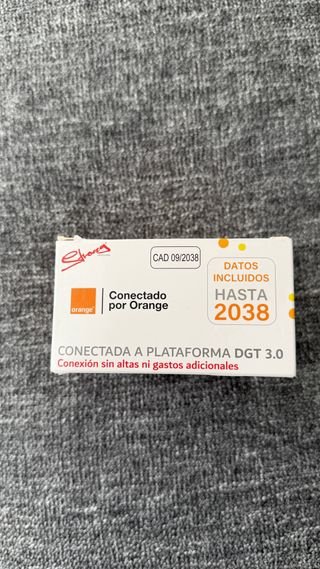 CAD 09/2038
DATOS
INCLUIDOS
HASTA
2038
orange
Conectado
por Orange
CONECTADA A PLATAFORMA DGT 3.0
Conexión sin altas ni gastos adicionales